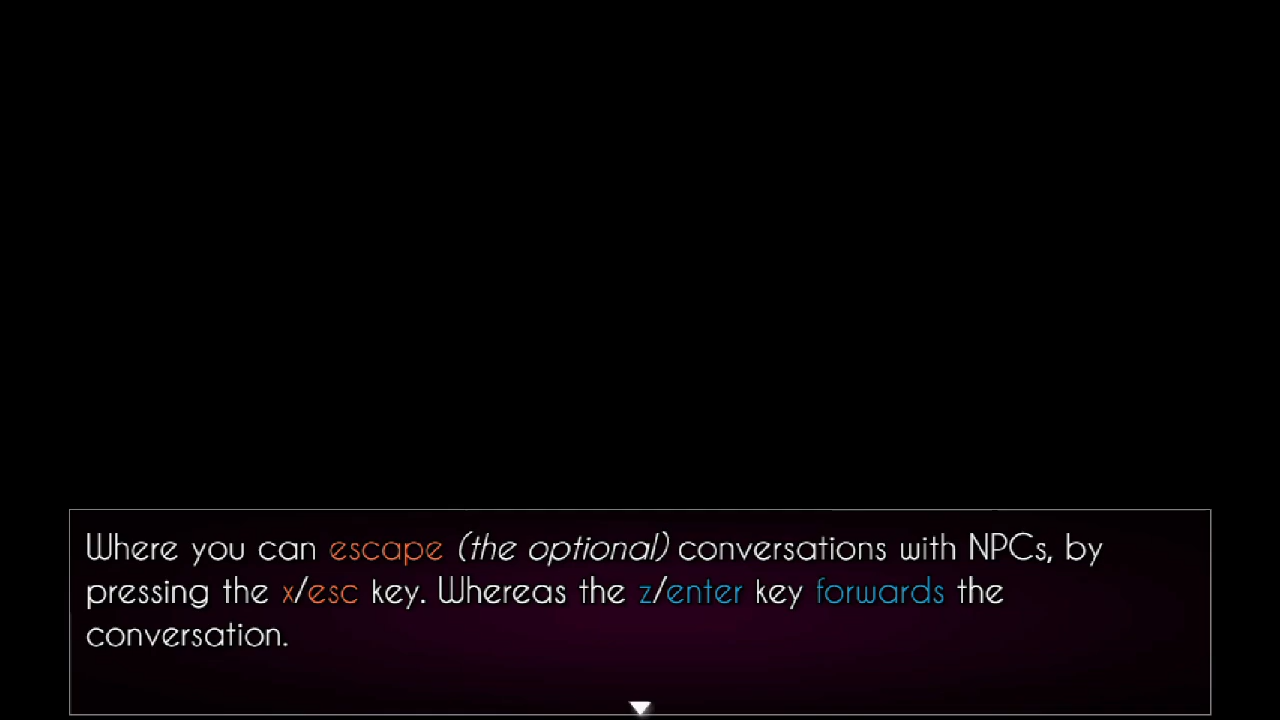 Where you can escape (the optional) conversations with NPCs, by
pressing the x/esc key. Whereas the z/enter key forwards the
conversation.